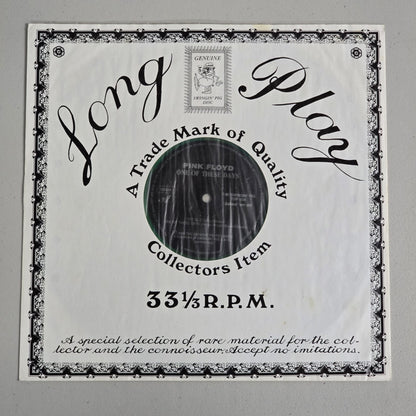 GENUINE
SWINGIN' PIG
DISC
Long Play
A Trade Mark of Quality
PINK FLOYD
ONE OF THESE DAYS
Collectors Item
33⅓ R.P.M.
A special selection of rare material for the col-
lector and the connoisseur. Accept no imitations.